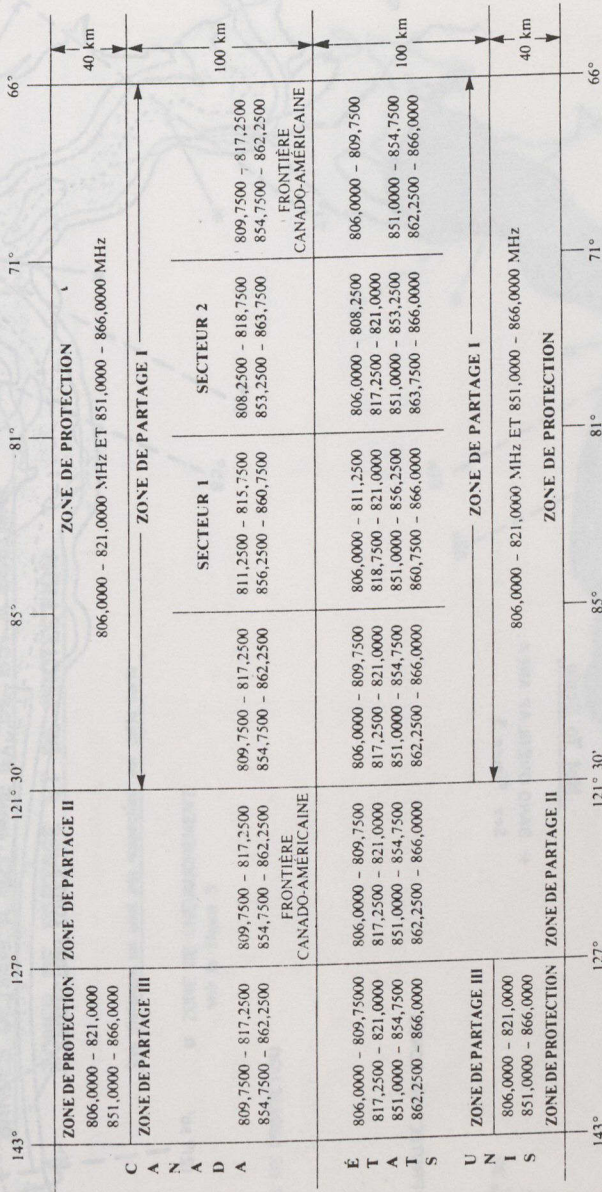 143°
127°
121° 30'
85°
81°
71°
66°
ZONE DE PROTECTION
806,0000 - 821,0000
851,0000 - 866,0000
ZONE DE PARTAGE II
ZONE DE PROTECTION
806,0000 - 821,0000 MHz ET 851,0000 - 866,0000 MHz
40 km
CANADA
ZONE DE PARTAGE III
ZONE DE PARTAGE I
100 km
809,7500 - 817,2500
854,7500 - 862,2500
809,7500 - 817,2500
854,7500 - 862,2500
FRONTIÈRE
CANADO-AMÉRICAINE
809,7500 - 817,2500
854,7500 - 862,2500
SECTEUR 1
811,2500 - 815,7500
856,2500 - 860,7500
SECTEUR 2
808,2500 - 818,7500
853,2500 - 863,7500
809,7500 - 817,2500
854,7500 - 862,2500
FRONTIÈRE
CANADO-AMÉRICAINE
ÉTATS UNIS
806,0000 - 809,75000
817,2500 - 821,0000
851,0000 - 854,7500
862,2500 - 866,0000
806,0000 - 809,7500
817,2500 - 821,0000
851,0000 - 854,7500
862,2500 - 866,0000
806,0000 - 809,7500
817,2500 - 821,0000
851,0000 - 854,7500
862,2500 - 866,0000
806,0000 - 811,2500
818,7500 - 821,0000
851,0000 - 856,2500
860,7500 - 866,0000
806,0000 - 808,2500
817,2500 - 821,0000
851,0000 - 853,2500
863,7500 - 866,0000
806,0000 - 809,7500
851,0000 - 854,7500
862,2500 - 866,0000
100 km
ZONE DE PARTAGE III
ZONE DE PARTAGE I
806,0000 - 821,0000
851,0000 - 866,0000
ZONE DE PROTECTION
ZONE DE PARTAGE II
806,0000 - 821,0000 MHz ET 851,0000 - 866,0000 MHz
ZONE DE PROTECTION
40 km
143°
127°
121° 30'
85°
81°
71°
66°